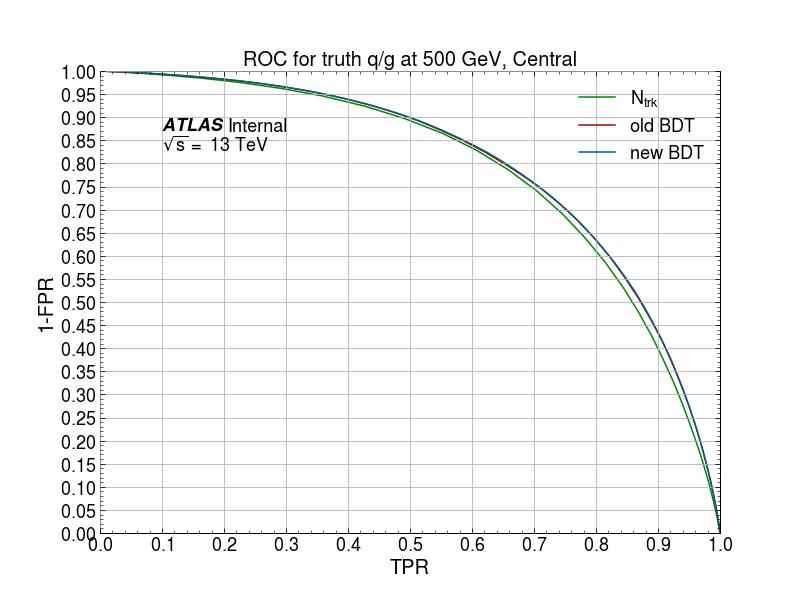 ROC for truth q/g at 500 GeV, Central
1.00
0.95
0.90
0.85
0.80
0.75
0.70
0.65
0.60
0.55
0.50
0.45
0.40
0.35
0.30
0.25
0.20
0.15
0.10
0.05
0.00
1-FPR
ATLAS Internal
√s = 13 TeV
Ntrk
old BDT
new BDT
0.0 0.1 0.2 0.3 0.4 0.5 0.6 0.7 0.8 0.9 1.0
TPR